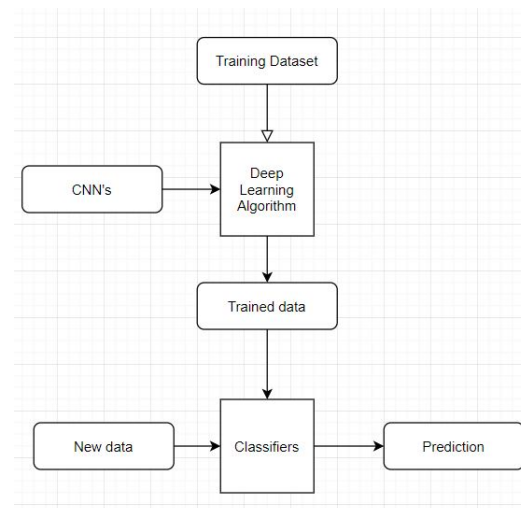 Training Dataset
CNN's
Deep
Learning
Algorithm
Trained data
New data
Classifiers
Prediction